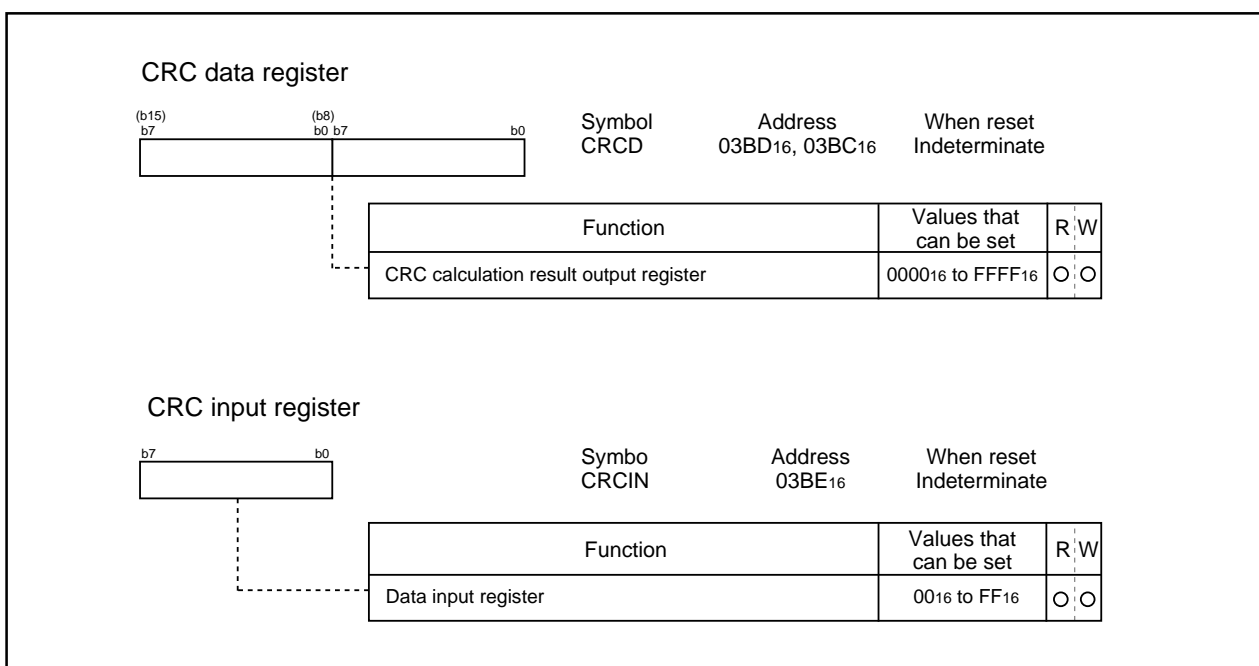 CRC data register
(b15) (b8)
b7 b0 b7 b0
Symbol Address When reset
CRCD 03BD16, 03BC16 Indeterminate
Function Values that can be set R W
CRC calculation result output register 000016 to FFFF16 O O
CRC input register
b7 b0
Symbo Address When reset
CRCIN 03BE16 Indeterminate
Function Values that can be set R W
Data input register 0016 to FF16 O O